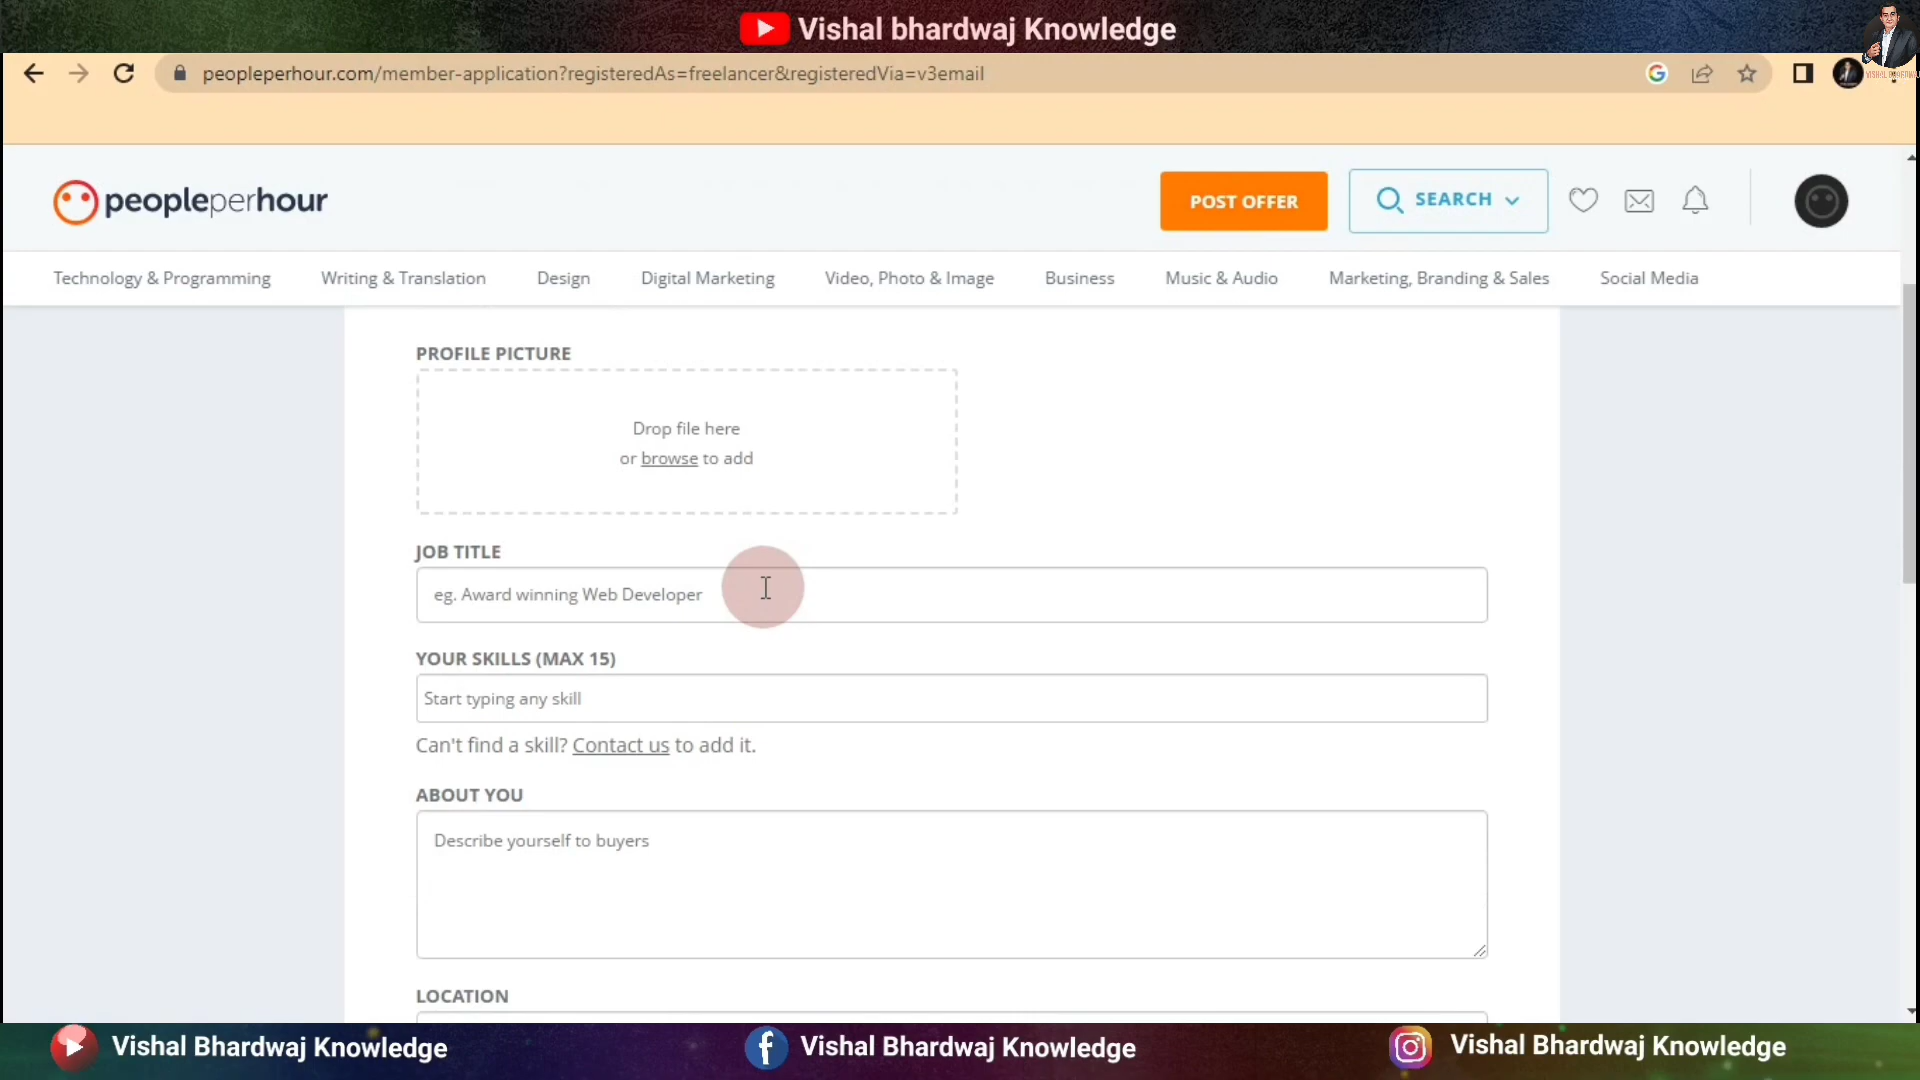 Vishal bhardwaj Knowledge
peopleperhour.com/member-application?registeredAs=freelancer&registeredVia=v3email
peopleperhour
POST OFFER
SEARCH
Technology & Programming
Writing & Translation
Design
Digital Marketing
Video, Photo & Image
Business
Music & Audio
Marketing, Branding & Sales
Social Media
PROFILE PICTURE
Drop file here
or browse to add
JOB TITLE
eg. Award winning Web Developer
YOUR SKILLS (MAX 15)
Start typing any skill
Can't find a skill? Contact us to add it.
ABOUT YOU
Describe yourself to buyers
LOCATION
Vishal Bhardwaj Knowledge
Vishal Bhardwaj Knowledge
Vishal Bhardwaj Knowledge